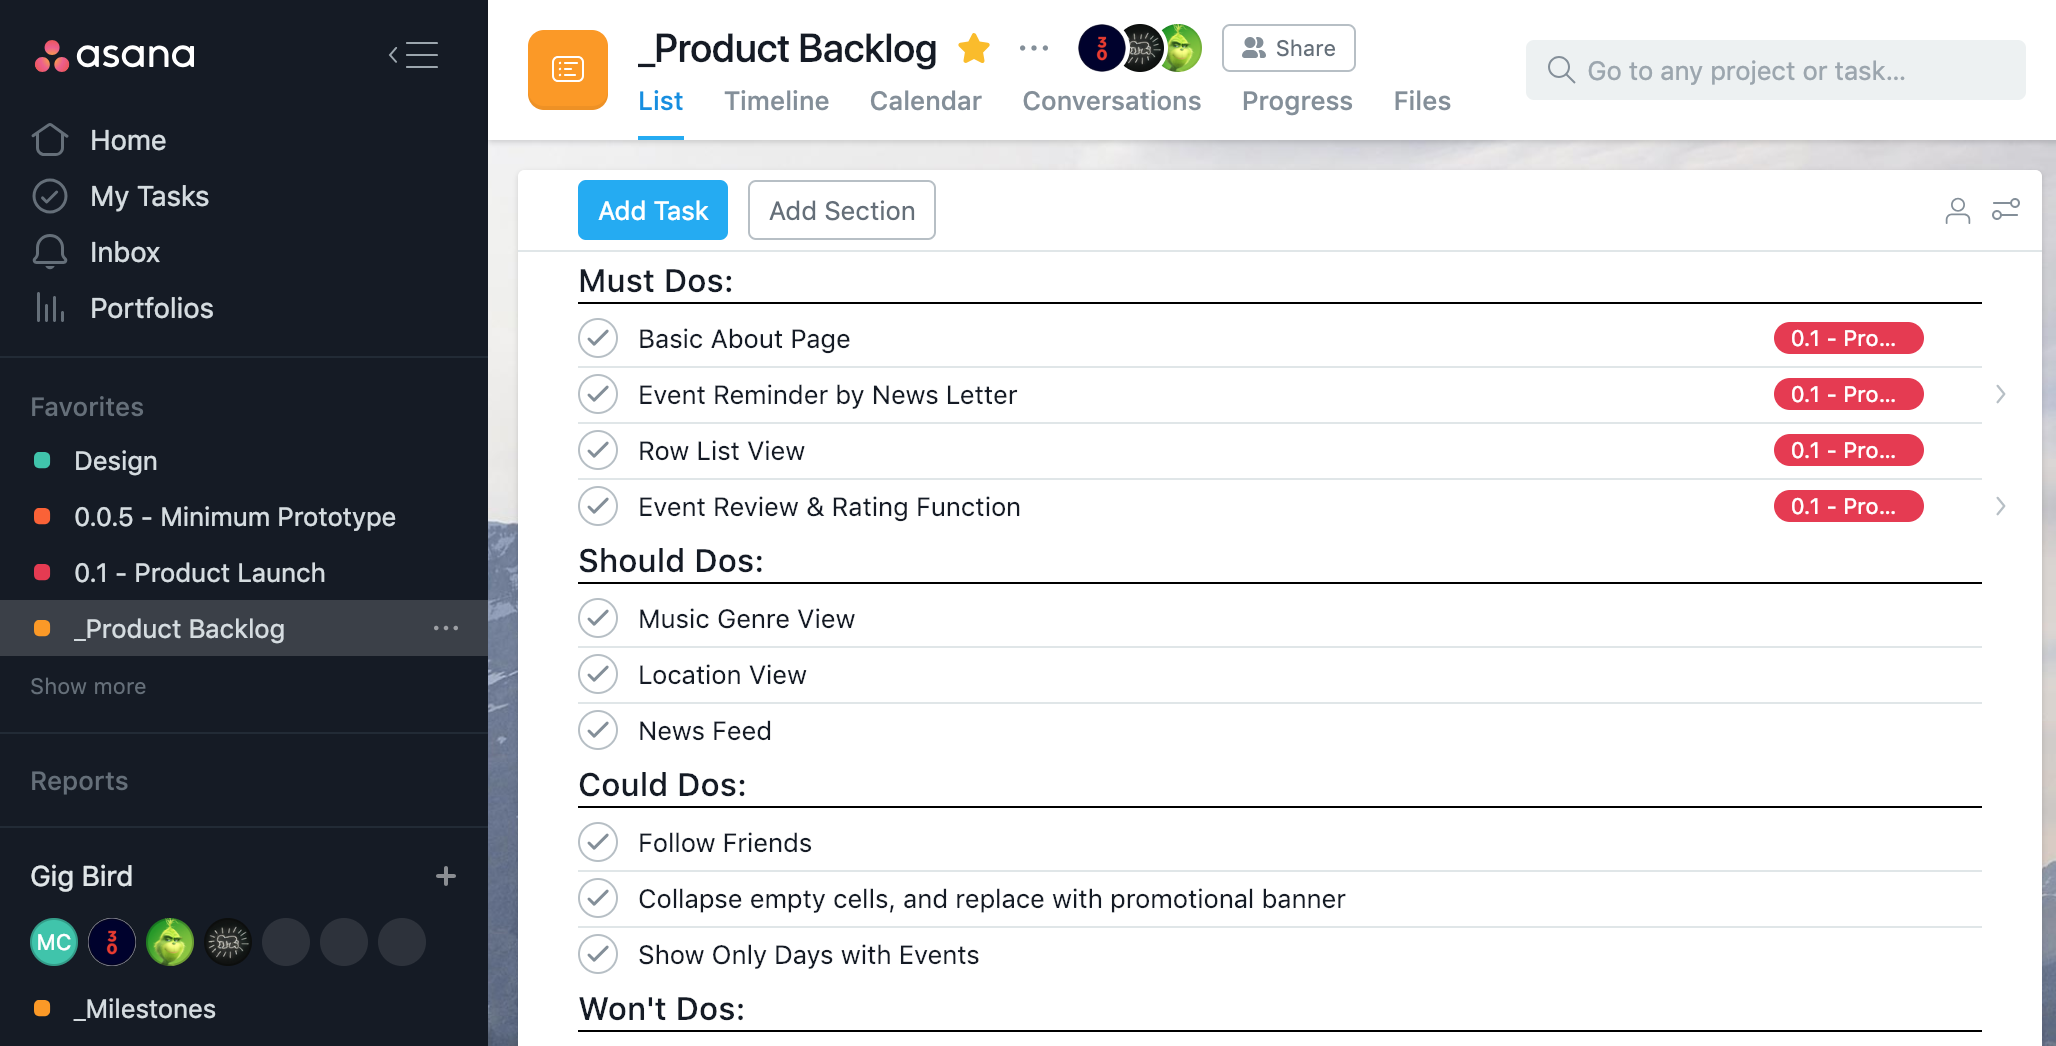 asana
Home
My Tasks
Inbox
Portfolios
Favorites
Design
0.0.5 - Minimum Prototype
0.1 - Product Launch
_Product Backlog
Show more
Reports
Gig Bird
MC
30
_Milestones
_Product Backlog
30
Share
Go to any project or task...
List
Timeline
Calendar
Conversations
Progress
Files
Add Task
Add Section
Must Dos:
Basic About Page
0.1 - Pro...
Event Reminder by News Letter
0.1 - Pro...
Row List View
0.1 - Pro...
Event Review & Rating Function
0.1 - Pro...
Should Dos:
Music Genre View
Location View
News Feed
Could Dos:
Follow Friends
Collapse empty cells, and replace with promotional banner
Show Only Days with Events
Won't Dos: